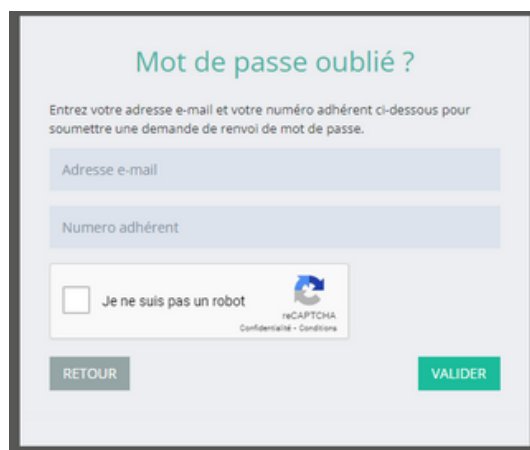 Mot de passe oublié ?
Entrez votre adresse e-mail et votre numéro adhérent ci-dessous pour
soumettre une demande de renvoi de mot de passe.
Adresse e-mail
Numero adhérent
Je ne suis pas un robot
reCAPTCHA
Confidentialité - Conditions
RETOUR
VALIDER